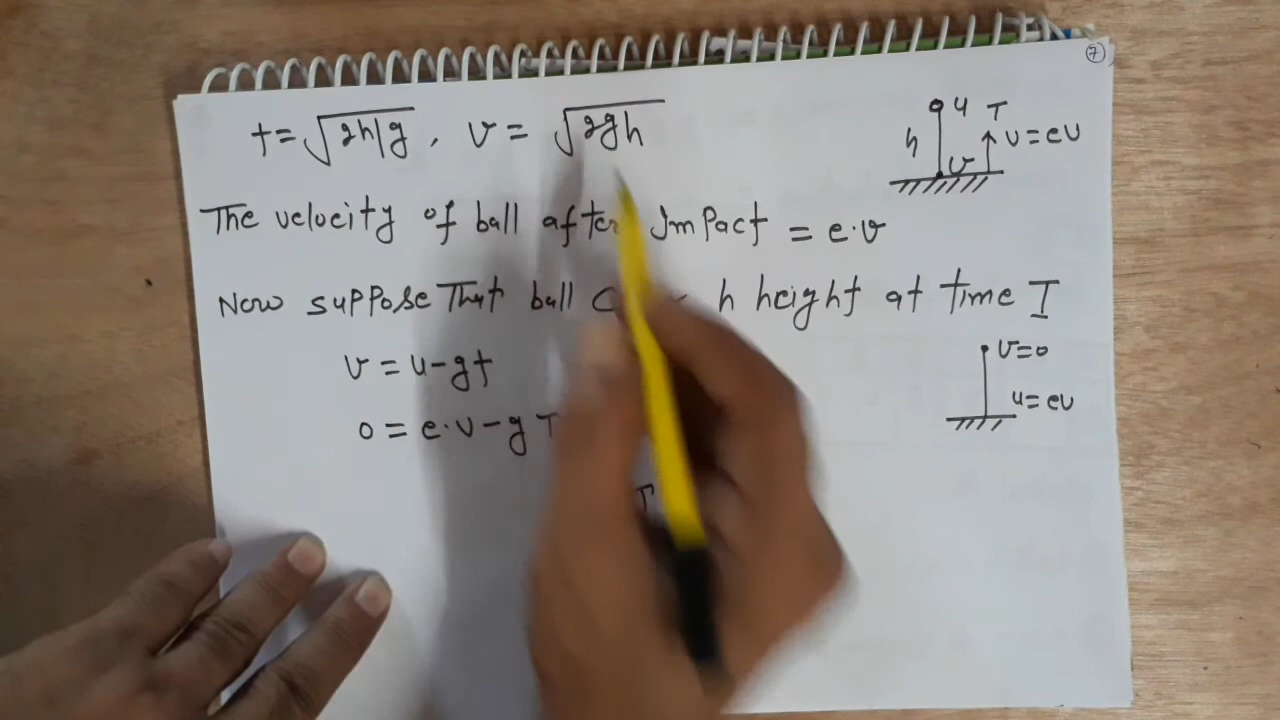 7
t = √2h/g , v = √2gh
u T
h v = ev
v
The velocity of ball after Impact = e.v
Now suppose That ball h height at time T
v = u - gt
v = 0
0 = e.v - g T
u = ev